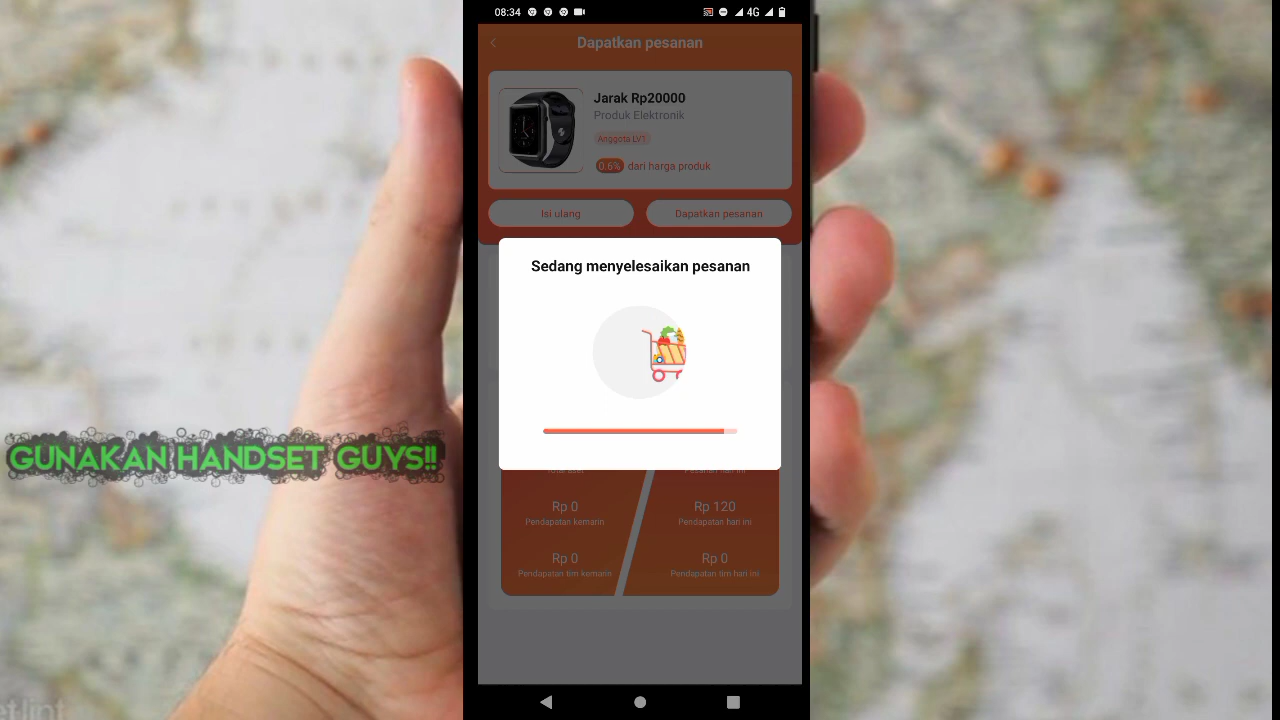 08:34
4G
Dapatkan pesanan
Jarak Rp20000
Produk Elektronik
Anggota LV1
0.6% dari harga produk
Isi ulang
Dapatkan pesanan
Sedang menyelesaikan pesanan
GUNAKAN HANDSET GUYS!!
Rp 0
Rp 120
Pendapatan kemarin
Pendapatan hari ini
Rp 0
Rp 0
Pendapatan tim kemarin
Pendapatan tim hari ini